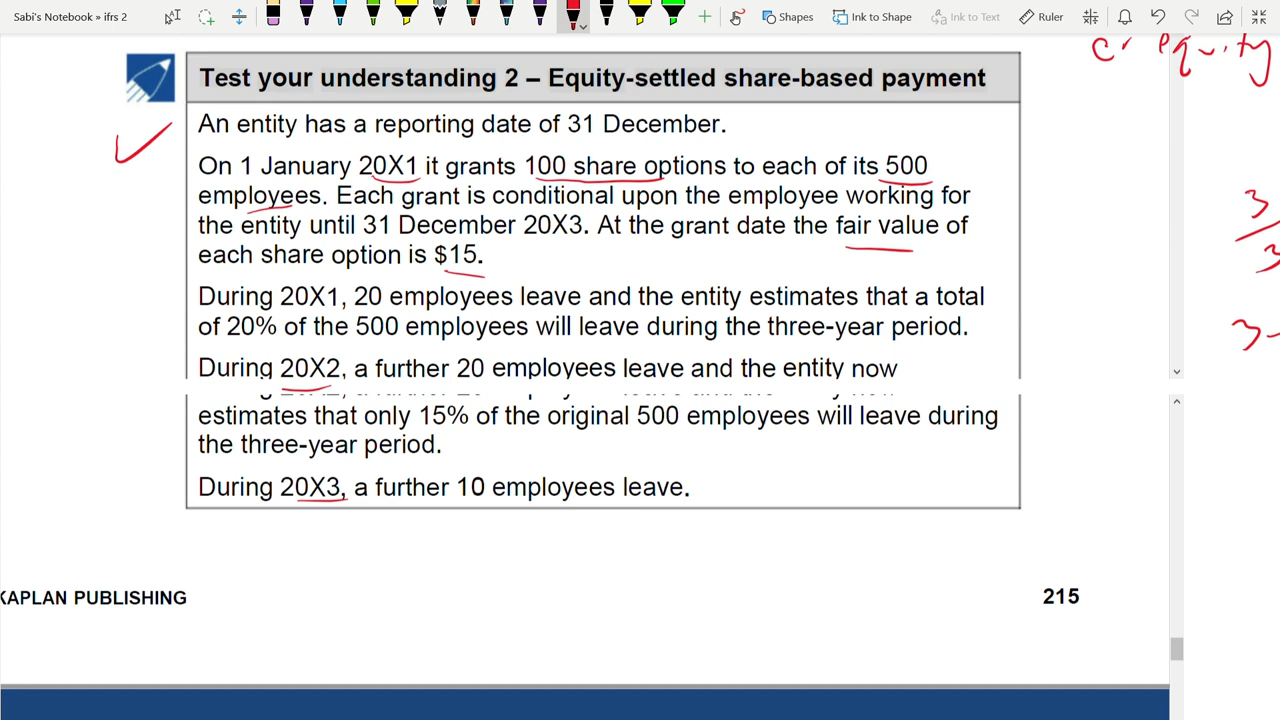 Sabi's Notebook » ifrs 2
Shapes
Ink to Shape
Ink to Text
Ruler
cr equity
Test your understanding 2 – Equity-settled share-based payment
An entity has a reporting date of 31 December.
On 1 January 20X1 it grants 100 share options to each of its 500
employees. Each grant is conditional upon the employee working for
the entity until 31 December 20X3. At the grant date the fair value of
each share option is $15.
3
3
During 20X1, 20 employees leave and the entity estimates that a total
of 20% of the 500 employees will leave during the three-year period.
3
During 20X2, a further 20 employees leave and the entity now
estimates that only 15% of the original 500 employees will leave during
the three-year period.
During 20X3, a further 10 employees leave.
KAPLAN PUBLISHING
215